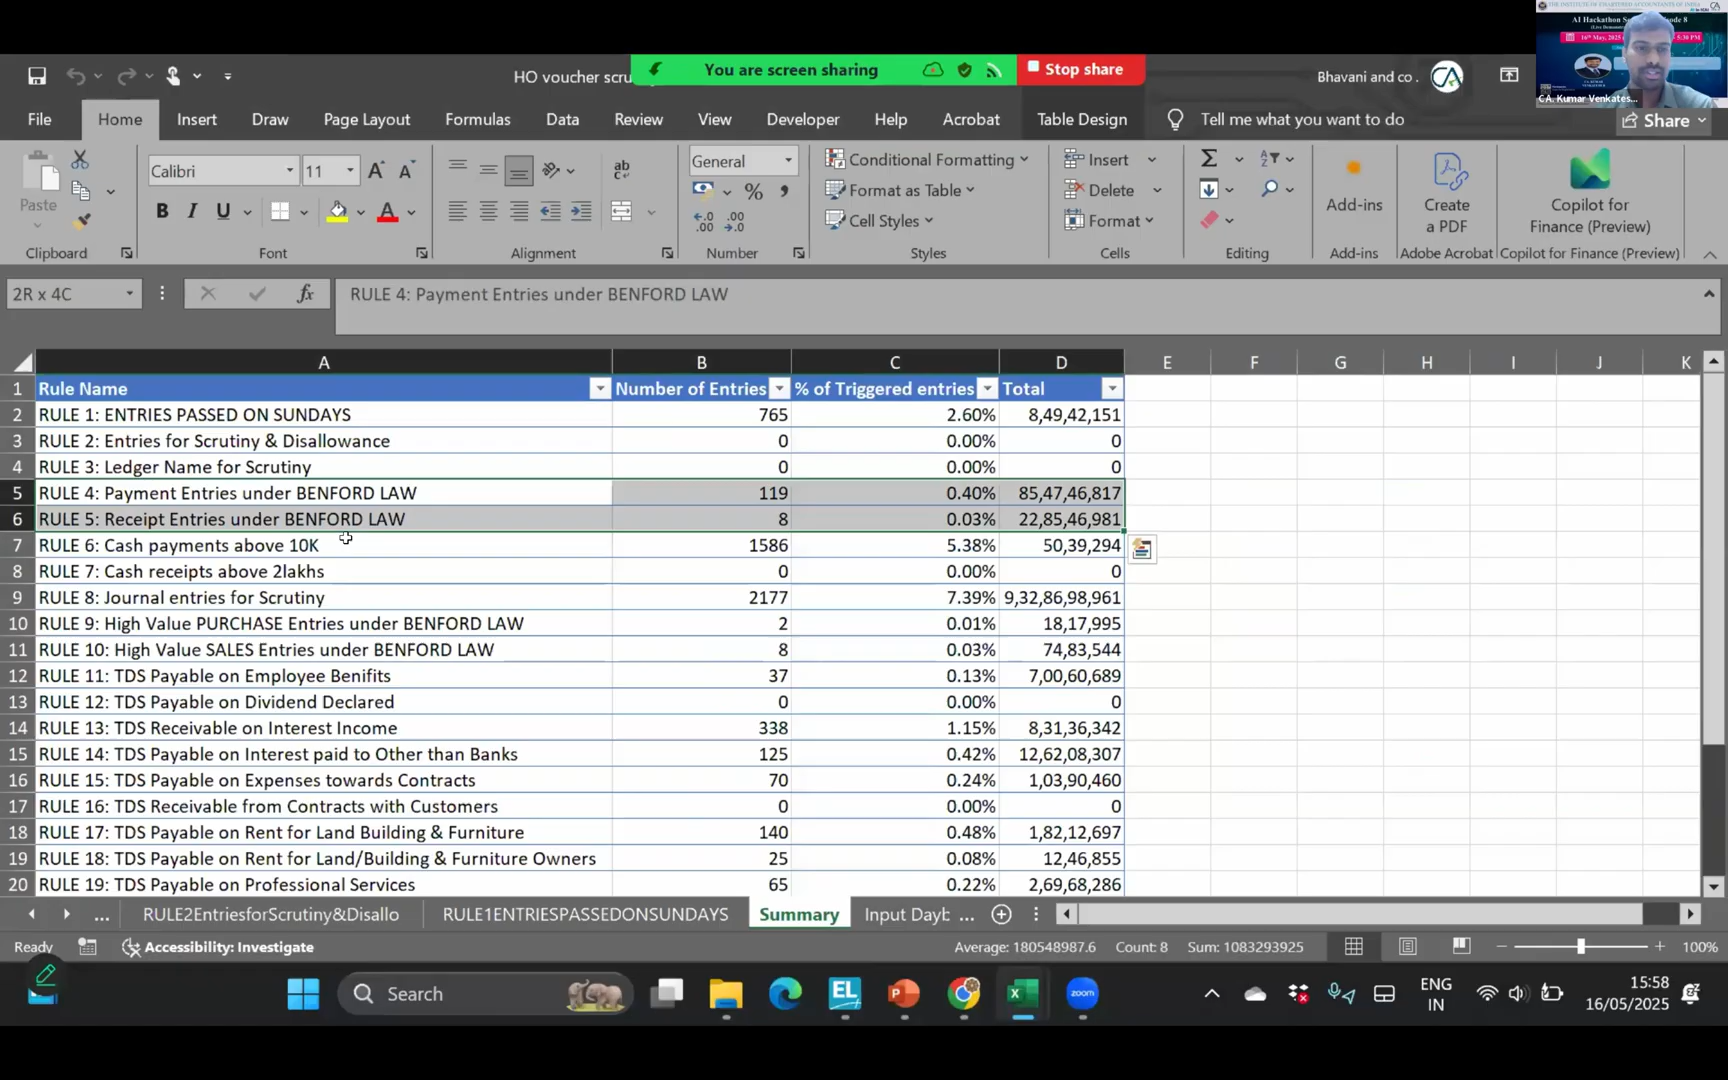 THE INSTITUTE OF CHARTERED ACCOUNTANTS OF INDIA
AI Hackathon
CA. Kumar Venkates...
HO voucher scru
You are screen sharing
Stop share
Bhavani and co .
File Home Insert Draw Page Layout Formulas Data Review View Developer Help Acrobat Table Design Tell me what you want to do Share
Paste
Calibri 11
General
Conditional Formatting
Format as Table
Cell Styles
Insert
Delete
Format
Add-ins
Create a PDF
Copilot for Finance (Preview)
Clipboard Font Alignment Number Styles Cells Editing Add-ins Adobe Acrobat Copilot for Finance (Preview)
2R x 4C fx RULE 4: Payment Entries under BENFORD LAW
A B C D E F G H I J K
1 Rule Name Number of Entries % of Triggered entries Total
2 RULE 1: ENTRIES PASSED ON SUNDAYS 765 2.60% 8,49,42,151
3 RULE 2: Entries for Scrutiny & Disallowance 0 0.00% 0
4 RULE 3: Ledger Name for Scrutiny 0 0.00% 0
5 RULE 4: Payment Entries under BENFORD LAW 119 0.40% 85,47,46,817
6 RULE 5: Receipt Entries under BENFORD LAW 8 0.03% 22,85,46,981
7 RULE 6: Cash payments above 10K 1586 5.38% 50,39,294
8 RULE 7: Cash receipts above 2lakhs 0 0.00% 0
9 RULE 8: Journal entries for Scrutiny 2177 7.39% 9,32,86,98,961
10 RULE 9: High Value PURCHASE Entries under BENFORD LAW 2 0.01% 18,17,995
11 RULE 10: High Value SALES Entries under BENFORD LAW 8 0.03% 74,83,544
12 RULE 11: TDS Payable on Employee Benifits 37 0.13% 7,00,60,689
13 RULE 12: TDS Payable on Dividend Declared 0 0.00% 0
14 RULE 13: TDS Receivable on Interest Income 338 1.15% 8,31,36,342
15 RULE 14: TDS Payable on Interest paid to Other than Banks 125 0.42% 12,62,08,307
16 RULE 15: TDS Payable on Expenses towards Contracts 70 0.24% 1,03,90,460
17 RULE 16: TDS Receivable from Contracts with Customers 0 0.00% 0
18 RULE 17: TDS Payable on Rent for Land Building & Furniture 140 0.48% 1,82,12,697
19 RULE 18: TDS Payable on Rent for Land/Building & Furniture Owners 25 0.08% 12,46,855
20 RULE 19: TDS Payable on Professional Services 65 0.22% 2,69,68,286
... RULE2EntriesforScrutiny&Disallo RULE1ENTRIESPASSEDONSUNDAYS Summary Input Dayb ...
Ready Accessibility: Investigate Average: 180548987.6 Count: 8 Sum: 1083293925 100%
Search
EL
zoom
ENG
IN
15:58
16/05/2025